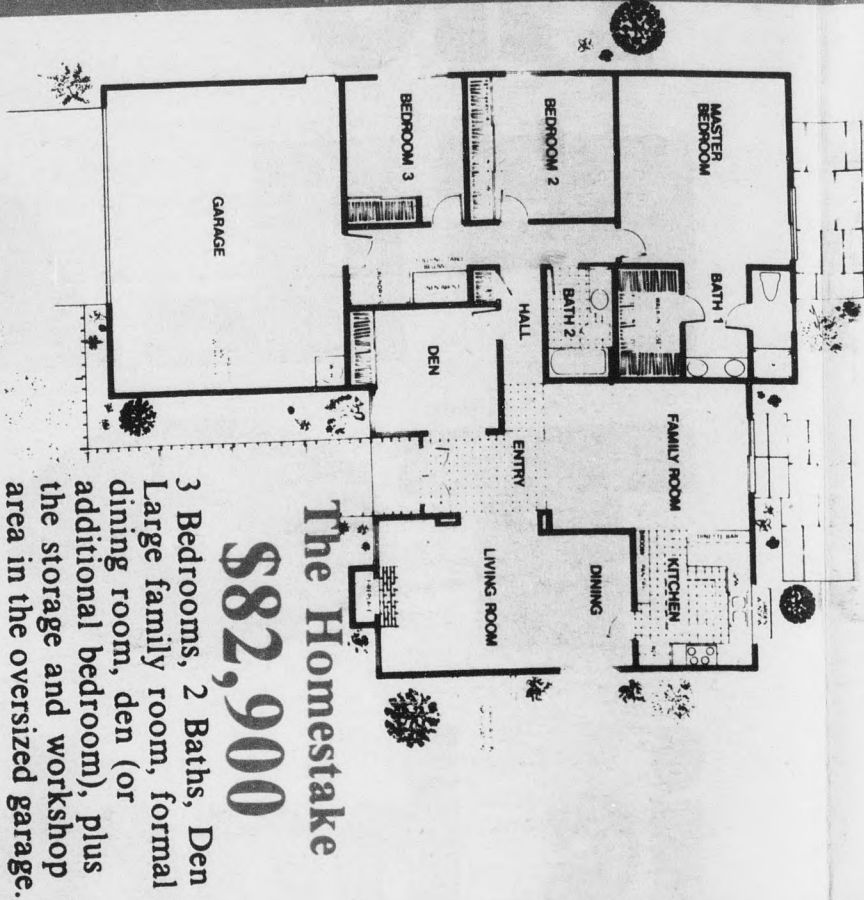 MASTER
BEDROOM
BEDROOM 2
BEDROOM 3
GARAGE
BATH 1
BATH 2
HALL
DEN
FAMILY ROOM
ENTRY
KITCHEN
DINING
LIVING ROOM
The Homestake
$82,900
3 Bedrooms, 2 Baths, Den
Large family room, formal
dining room, den (or
additional bedroom), plus
the storage and workshop
area in the oversized garage.